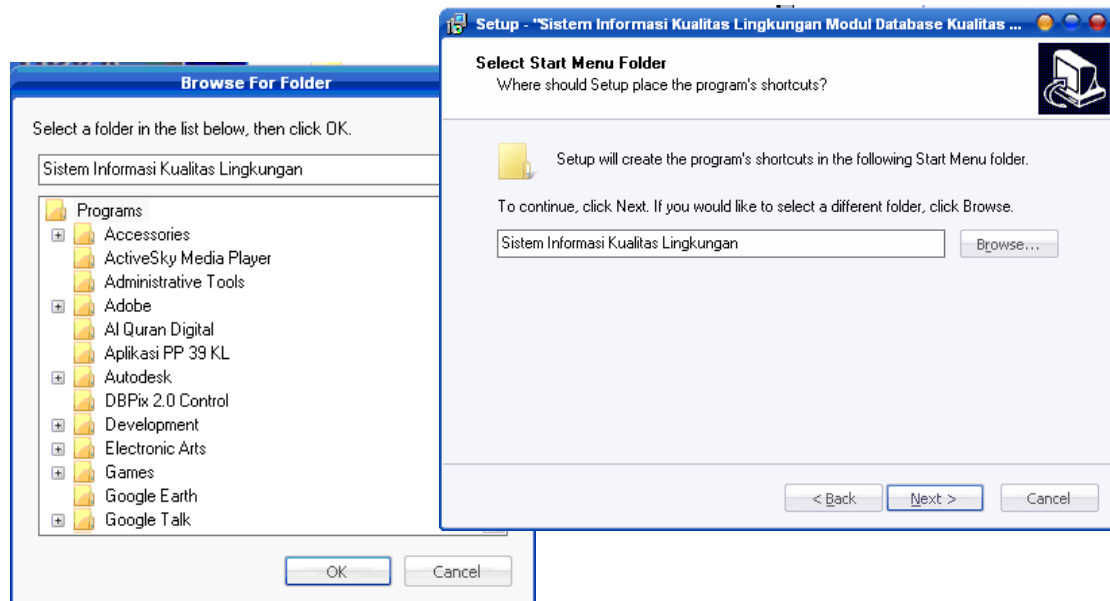 Browse For Folder
Select a folder in the list below, then click OK.
Sistem Informasi Kualitas Lingkungan
Programs
Accessories
ActiveSky Media Player
Administrative Tools
Adobe
Al Quran Digital
Aplikasi PP 39 KL
Autodesk
DBPix 2.0 Control
Development
Electronic Arts
Games
Google Earth
Google Talk
OK Cancel
Setup - "Sistem Informasi Kualitas Lingkungan Modul Database Kualitas ...
Select Start Menu Folder
Where should Setup place the program's shortcuts?
Setup will create the program's shortcuts in the following Start Menu folder.
To continue, click Next. If you would like to select a different folder, click Browse.
Sistem Informasi Kualitas Lingkungan Browse...
< Back Next > Cancel